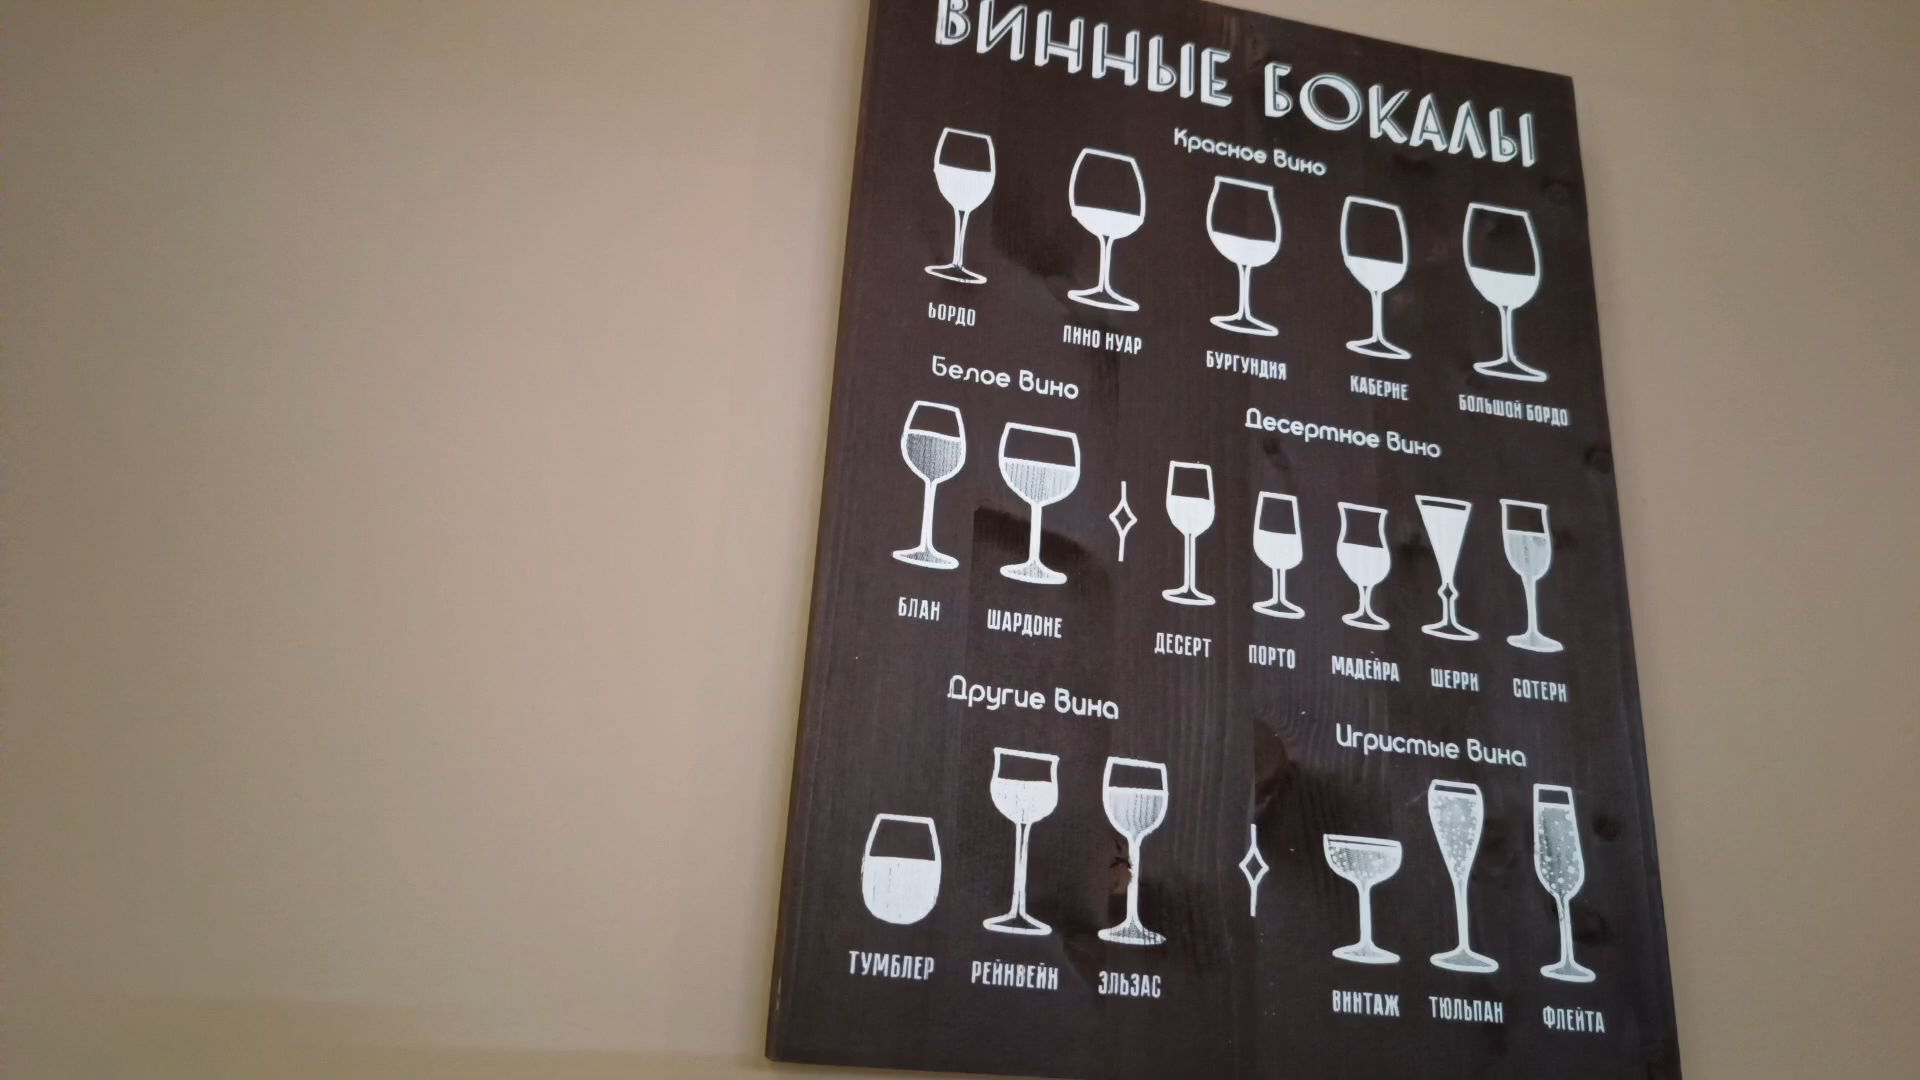 ВИННЫЕ БОКАЛЫ
Красное вино
БОРДО
ПИНО НУАР
БУРГУНДИЯ
КАБЕРНЕ
БОЛЬШОЙ БОРДО
Белое вино
БЛАН
ШАРДОНЕ
Десертное вино
ДЕСЕРТ
ПОРТО
МАДЕЙРА
ШЕРРИ
СОТЕРН
Другие вина
ТУМБЛЕР
РЕЙНВЕЙН
ЭЛЬЗАС
Игристые вина
ВИНТАЖ
ТЮЛЬПАН
ФЛЕЙТА